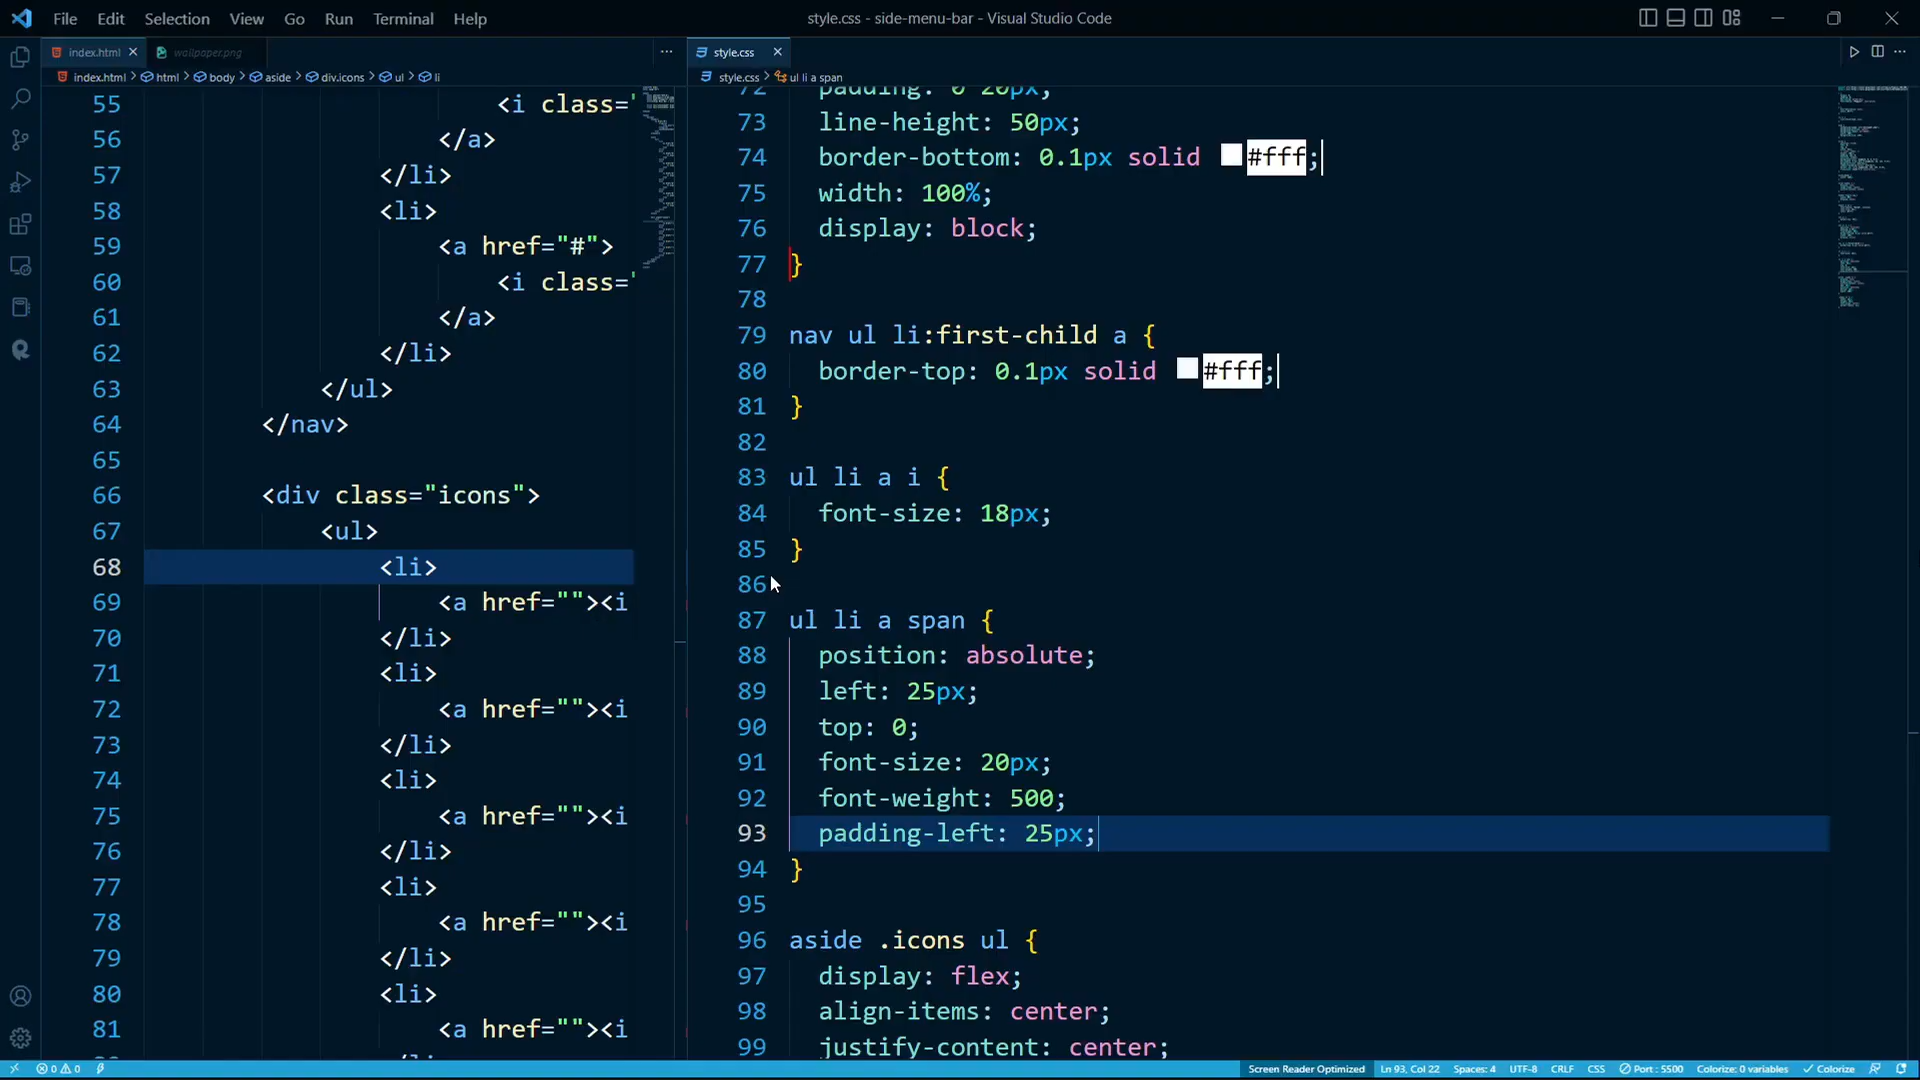 File Edit Selection View Go Run Terminal Help
style.css - side-menu-bar - Visual Studio Code
index.html
wallpaper.png
index.html > html > body > aside > div.icons > ul > li
55 <i class='
56 </a>
57 </li>
58 <li>
59 <a href="#">
60 <i class='
61 </a>
62 </li>
63 </ul>
64 </nav>
65
66 <div class="icons">
67 <ul>
68 <li>
69 <a href=""><i
70 </li>
71 <li>
72 <a href=""><i
73 </li>
74 <li>
75 <a href=""><i
76 </li>
77 <li>
78 <a href=""><i
79 </li>
80 <li>
81 <a href=""><i
style.css
style.css > ul li a span
72 padding: 0 20px;
73 line-height: 50px;
74 border-bottom: 0.1px solid #fff;
75 width: 100%;
76 display: block;
77 }
78
79 nav ul li:first-child a {
80 border-top: 0.1px solid #fff;
81 }
82
83 ul li a i {
84 font-size: 18px;
85 }
86
87 ul li a span {
88 position: absolute;
89 left: 25px;
90 top: 0;
91 font-size: 20px;
92 font-weight: 500;
93 padding-left: 25px;
94 }
95
96 aside .icons ul {
97 display: flex;
98 align-items: center;
99 justify-content: center;
0 0
Screen Reader Optimized
Ln 93, Col 22
Spaces: 4
UTF-8
CRLF
CSS
Port : 5500
Colorize: 0 variables
Colorize